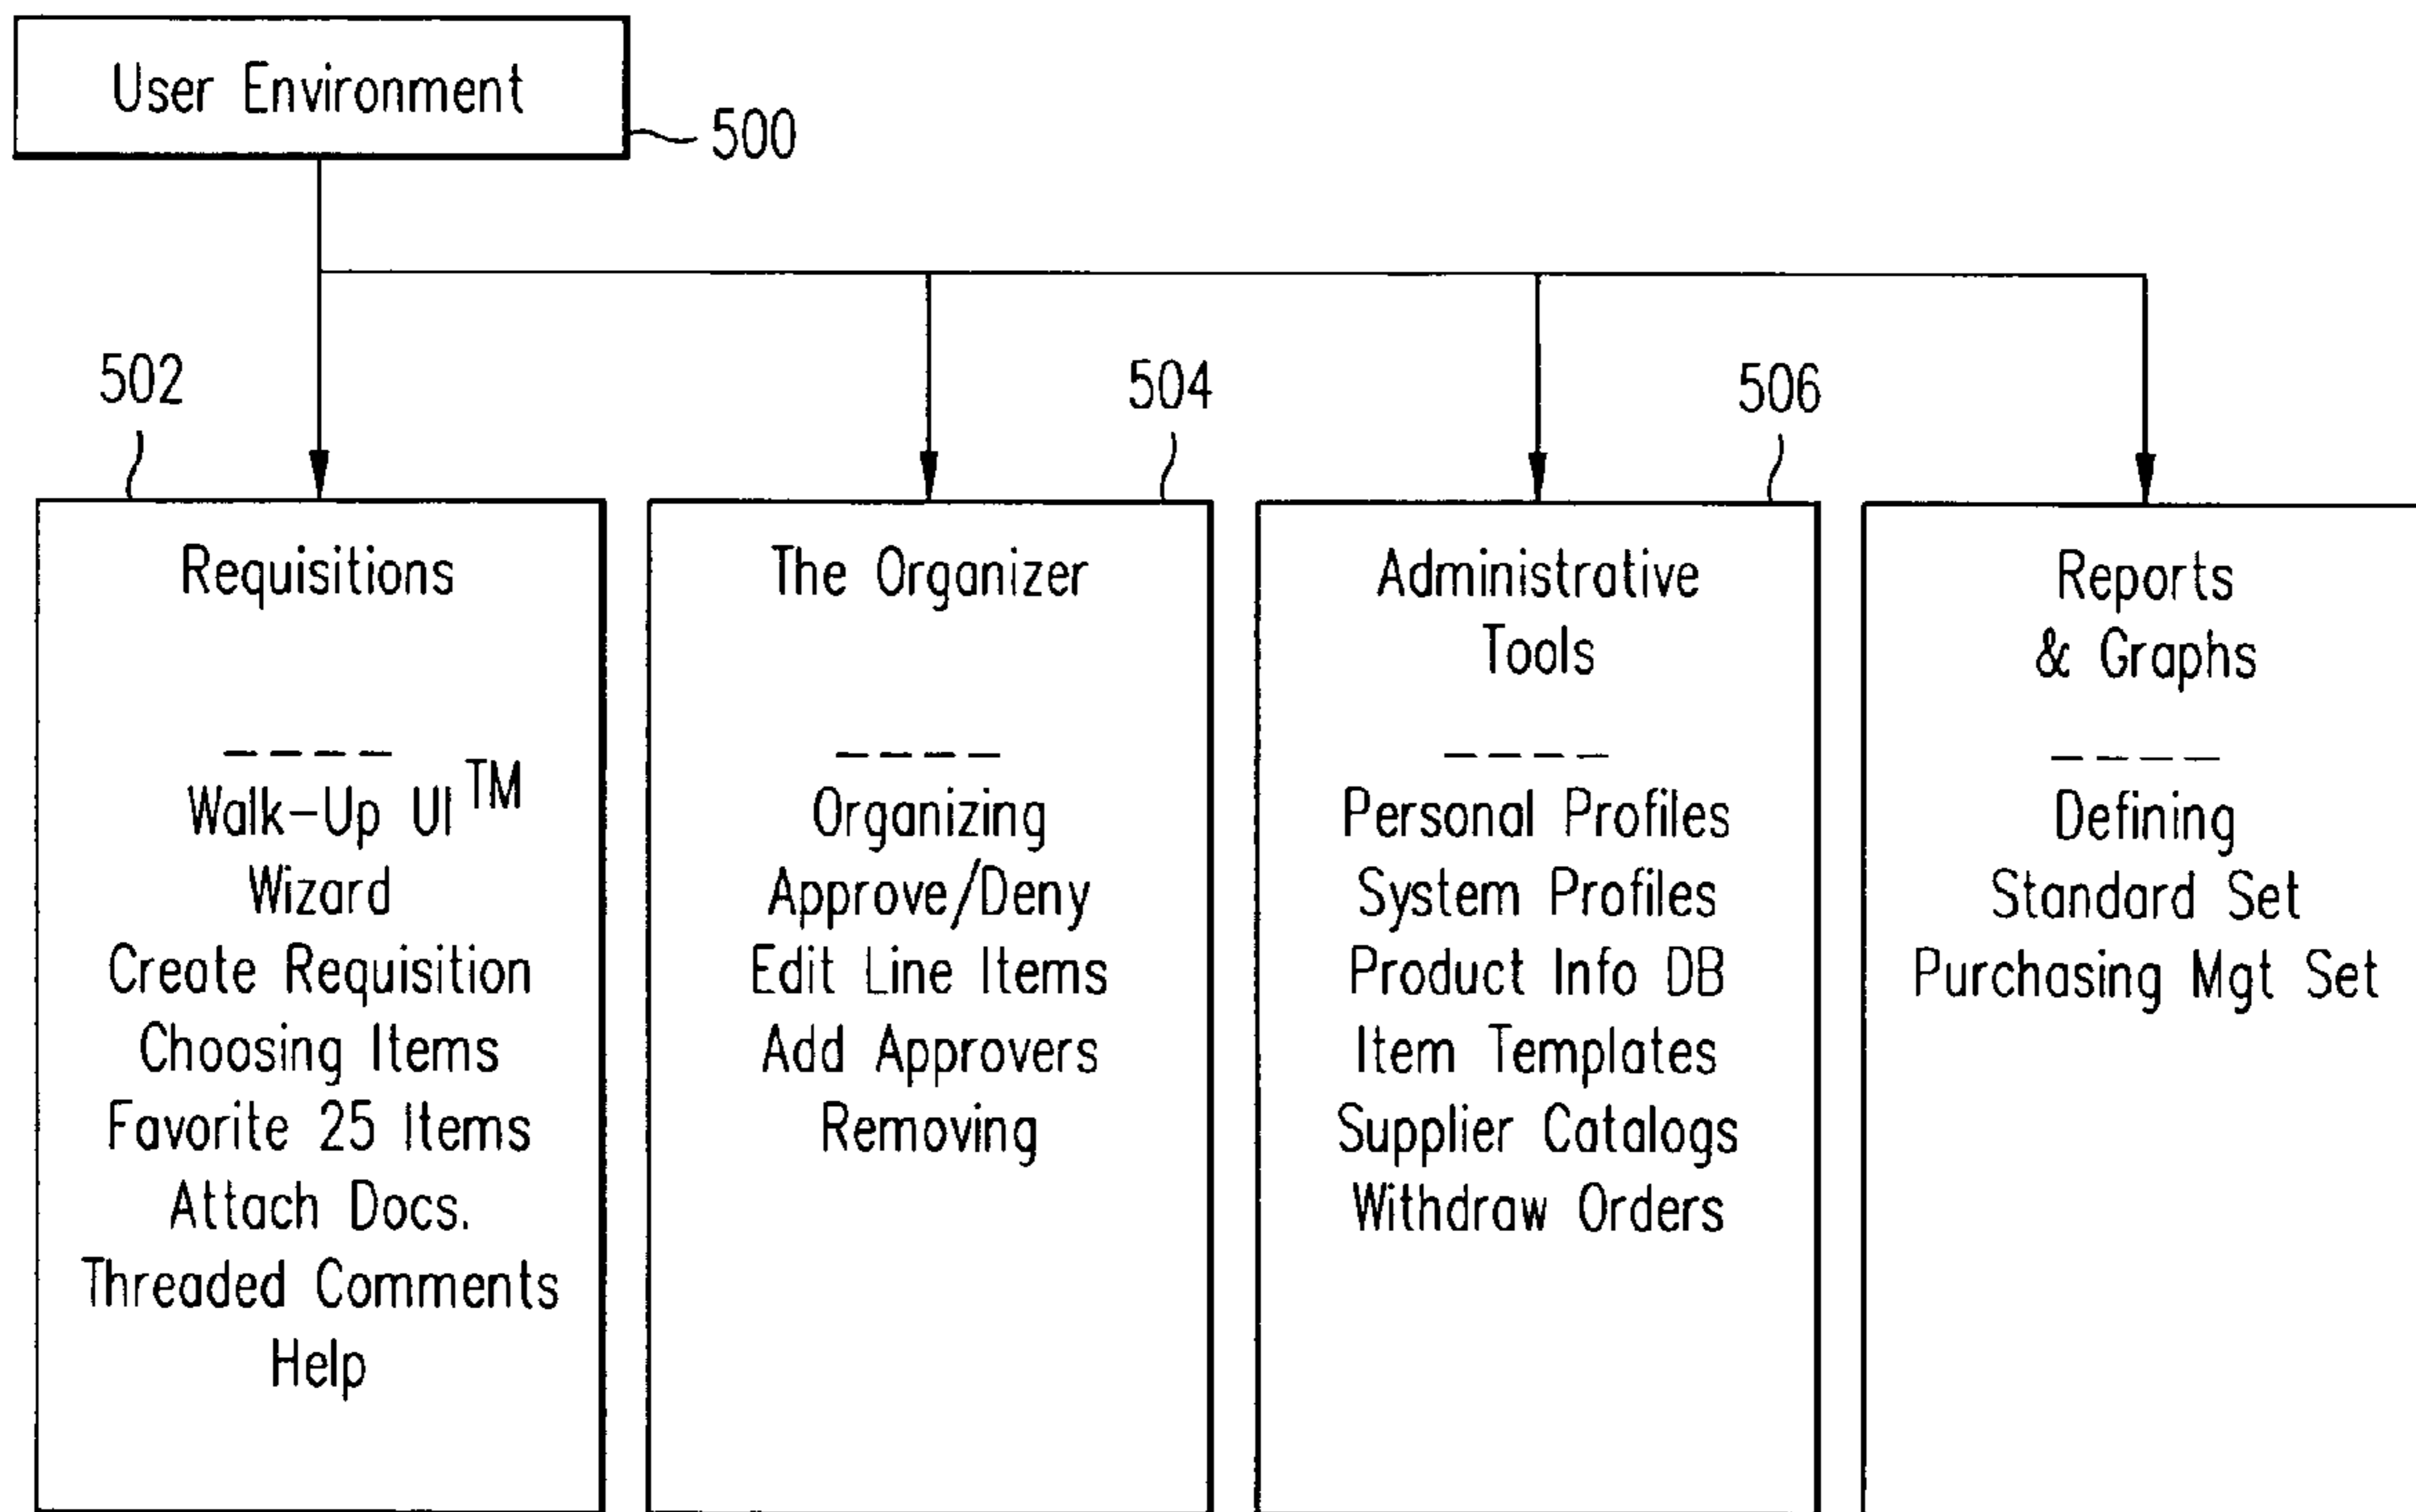 User Environment
500
502
504
506
Requisitions
Walk-Up UI™
Wizard
Create Requisition
Choosing Items
Favorite 25 Items
Attach Docs.
Threaded Comments
Help
The Organizer
Organizing
Approve/Deny
Edit Line Items
Add Approvers
Removing
Administrative
Tools
Personal Profiles
System Profiles
Product Info DB
Item Templates
Supplier Catalogs
Withdraw Orders
Reports
& Graphs
Defining
Standard Set
Purchasing Mgt Set